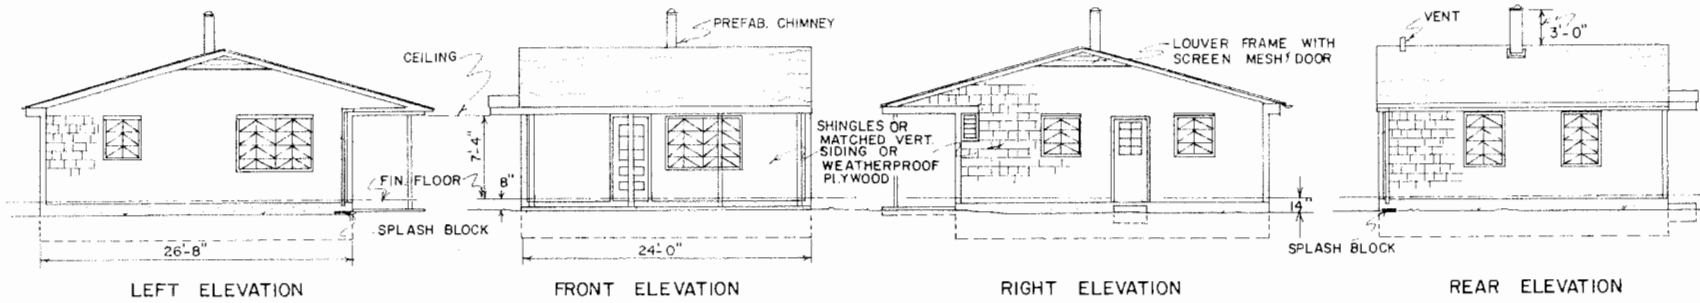 PREFAB. CHIMNEY
CEILING
7'-4"
FIN. FLOOR
8"
SPLASH BLOCK
26'-8"
24'-0"
SHINGLES OR
MATCHED VERT.
SIDING OR
WEATHERPROOF
PLYWOOD
LOUVER FRAME WITH
SCREEN MESH DOOR
14"
SPLASH BLOCK
VENT
3'-0"
LEFT ELEVATION
FRONT ELEVATION
RIGHT ELEVATION
REAR ELEVATION